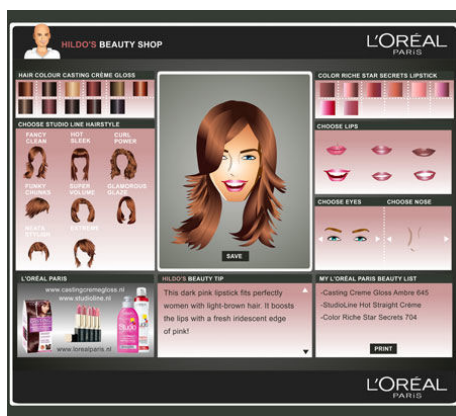 HILDO'S BEAUTY SHOP
L'ORÉAL
PARIS
HAIR COLOUR CASTING CRÈME GLOSS
COLOR RICHE STAR SECRETS LIPSTICK
CHOOSE STUDIO LINE HAIRSTYLE
FANCY CLEAN
HOT SLEEK
CURL POWER
FUNKY CHUNKS
SUPER VOLUME
GLAMOROUS GLAZE
EXTREME
CHOOSE LIPS
CHOOSE EYES
CHOOSE NOSE
SAVE
L'ORÉAL PARIS
www.castingcremegloss.nl
www.studioline.nl
www.lorealparis.nl
HILDO'S BEAUTY TIP
This dark pink lipstick fits perfectly
women with light-brown hair. It boosts
the lips with a fresh iridescent edge
of pink!
MY L'ORÉAL PARIS BEAUTY LIST
-Casting Creme Gloss Ambre 645
-StudioLine Hot Straight Crème
-Color Riche Star Secrets 704
PRINT
L'ORÉAL
PARIS